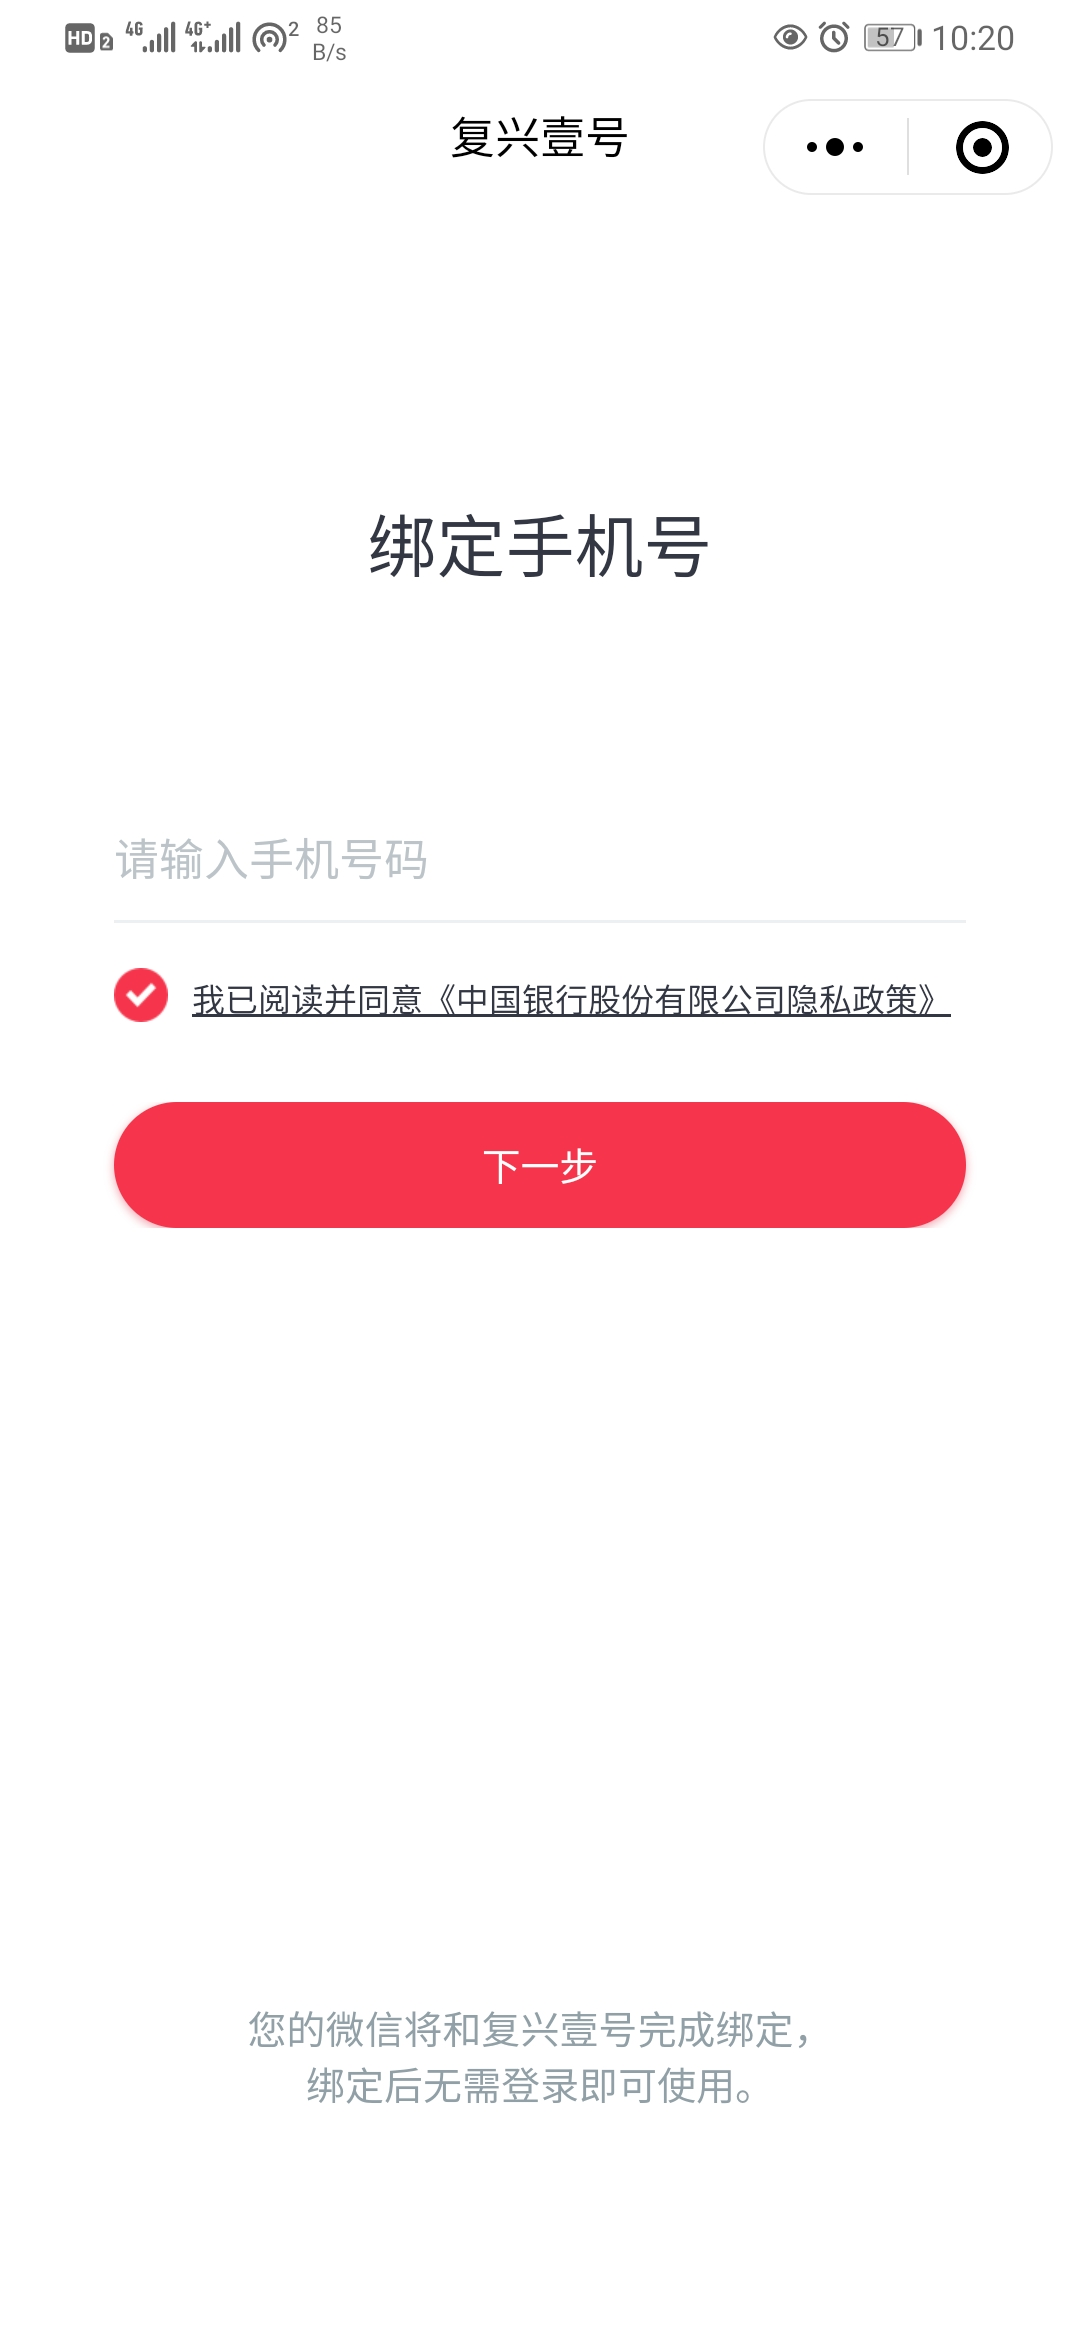 HD 2 4G 4G+ 2 85 B/s 57 10:20
复兴壹号
绑定手机号
请输入手机号码
我已阅读并同意《中国银行股份有限公司隐私政策》
下一步
您的微信将和复兴壹号完成绑定，
绑定后无需登录即可使用。